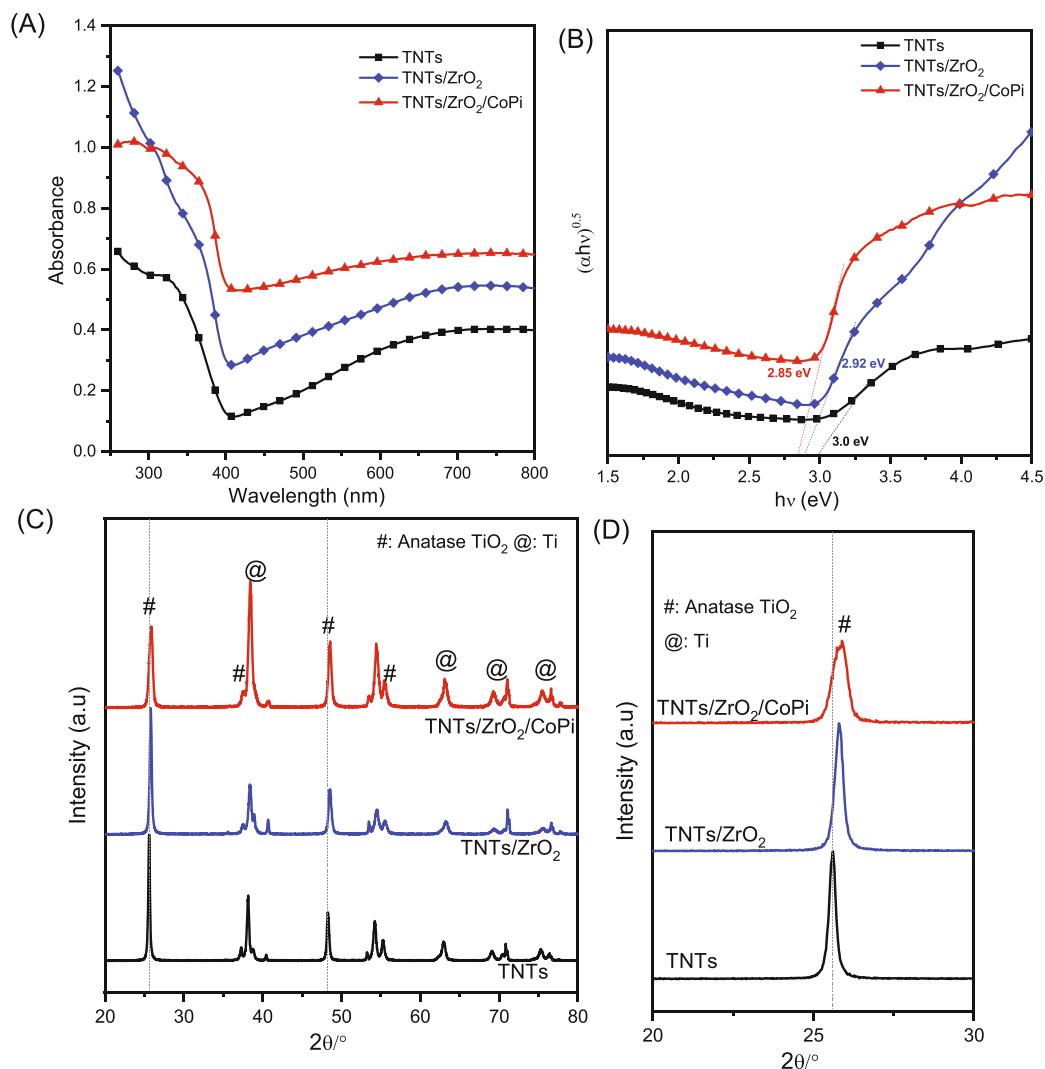 (A)
1.4
1.2
1.0
0.8
0.6
0.4
0.2
0.0
Absorbance
TNTs
TNTs/ZrO₂
TNTs/ZrO₂/CoPi
300 400 500 600 700 800
Wavelength (nm)
(B)
(αhν)^0.5
TNTs
TNTs/ZrO₂
TNTs/ZrO₂/CoPi
2.85 eV
2.92 eV
3.0 eV
1.5 2.0 2.5 3.0 3.5 4.0 4.5
hν (eV)
(C)
Intensity (a.u)
#: Anatase TiO₂ @: Ti
#
#
@
#
#
@
@
@
TNTs/ZrO₂/CoPi
TNTs/ZrO₂
TNTs
20 30 40 50 60 70 80
2θ/°
(D)
Intensity (a.u)
#: Anatase TiO₂
@: Ti
#
TNTs/ZrO₂/CoPi
TNTs/ZrO₂
TNTs
20 25 30
2θ/°